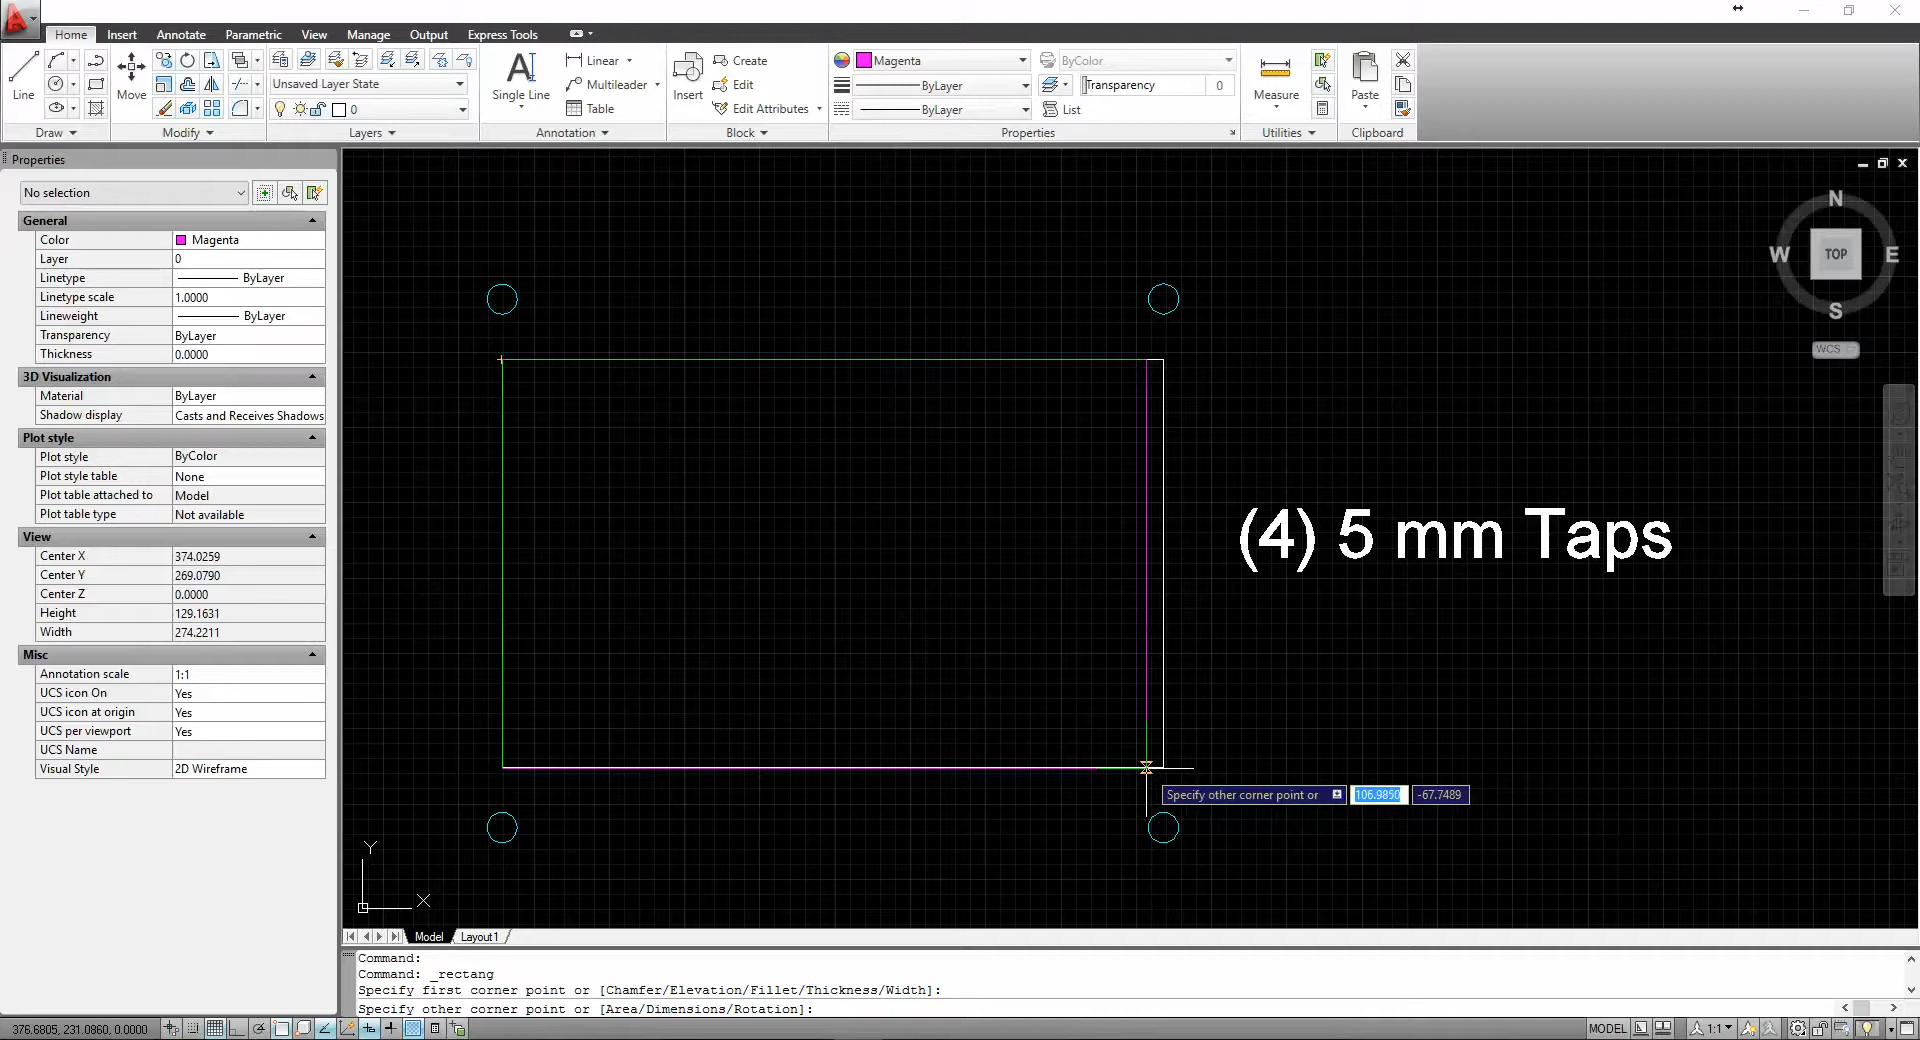 Home Insert Annotate Parametric View Manage Output Express Tools
Line
Move
Unsaved Layer State
0
Single Line
Linear
Multileader
Table
Insert
Create
Edit
Edit Attributes
Magenta
ByLayer
ByLayer
ByColor
Transparency 0
List
Measure
Paste
Draw Modify Layers Annotation Block Properties Utilities Clipboard
Properties
No selection
General
Color Magenta
Layer 0
Linetype ByLayer
Linetype scale 1.0000
Lineweight ByLayer
Transparency ByLayer
Thickness 0.0000
3D Visualization
Material ByLayer
Shadow display Casts and Receives Shadows
Plot style
Plot style ByColor
Plot style table None
Plot table attached to Model
Plot table type Not available
View
Center X 374.0259
Center Y 269.0790
Center Z 0.0000
Height 129.1631
Width 274.2211
Misc
Annotation scale 1:1
UCS icon On Yes
UCS icon at origin Yes
UCS per viewport Yes
UCS Name
Visual Style 2D Wireframe
N
W TOP E
S
WCS
(4) 5 mm Taps
Specify other corner point or 106.9850 -67.7489
Y
X
Model Layout1
Command:
Command: _rectang
Specify first corner point or [Chamfer/Elevation/Fillet/Thickness/Width]:
Specify other corner point or [Area/Dimensions/Rotation]:
376.6805, 231.0860, 0.0000 MODEL 1:1